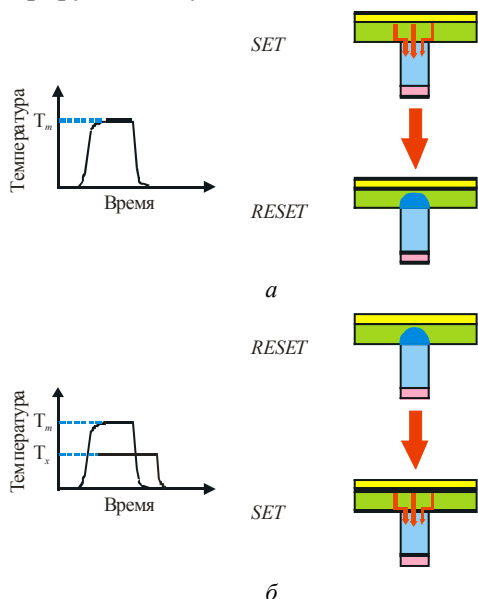 SET
Температура
Tm
Время
RESET
а
RESET
Температура
Tm
Tx
Время
SET
б